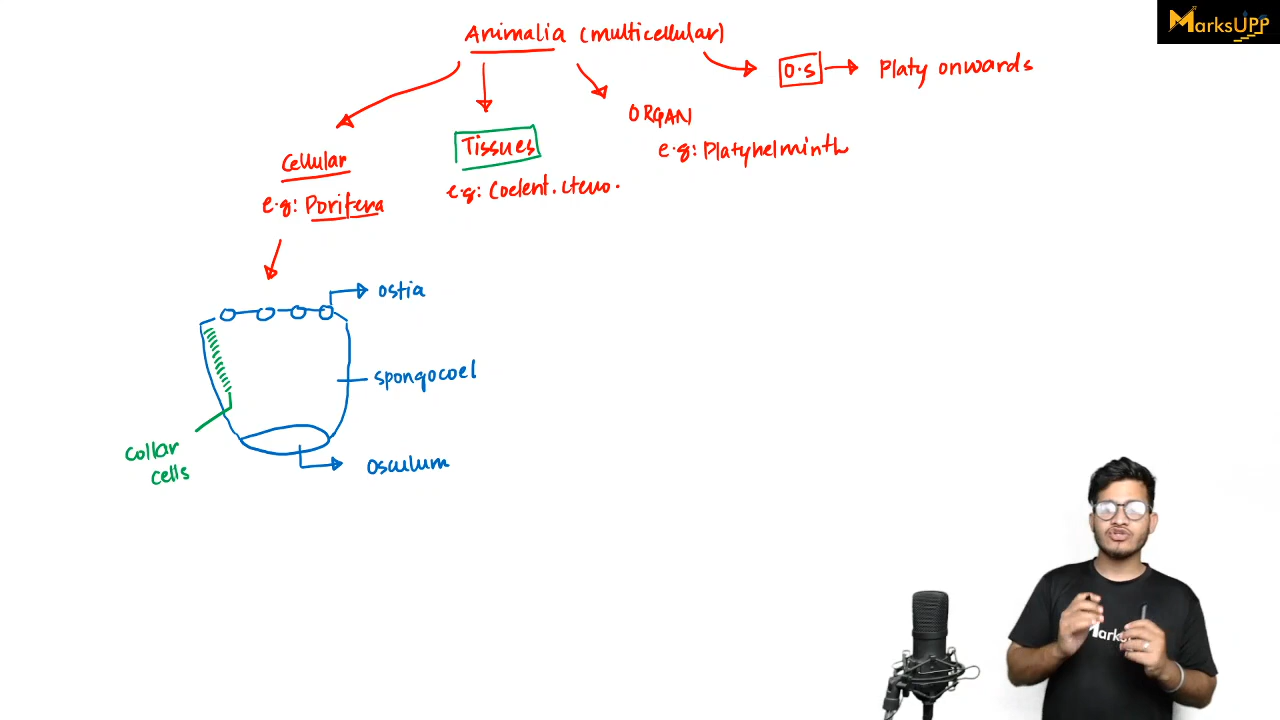 MarksUPP
Animalia (multicellular)
O.S
Platy onwards
ORGAN
e.g: Platyhelminth
Tissues
e.g: Coelent. Cteno.
Cellular
e.g: Porifera
ostia
spongocoel
collar
cells
osculum